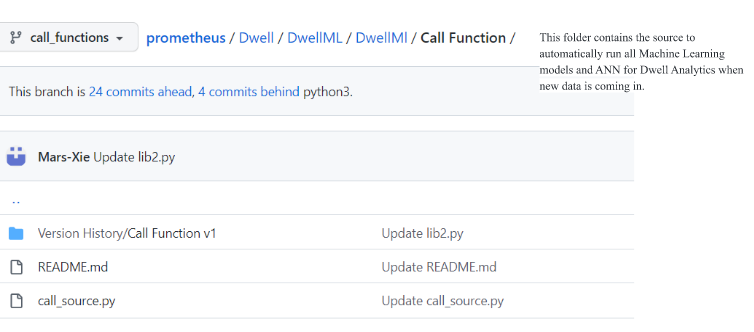 call_functions prometheus / Dwell / DwellML / DwellMl / Call Function /
This folder contains the source to
automatically run all Machine Learning
models and ANN for Dwell Analytics when
new data is coming in.
This branch is 24 commits ahead, 4 commits behind python3.
Mars-Xie Update lib2.py
..
Version History/Call Function v1 Update lib2.py
README.md Update README.md
call_source.py Update call_source.py